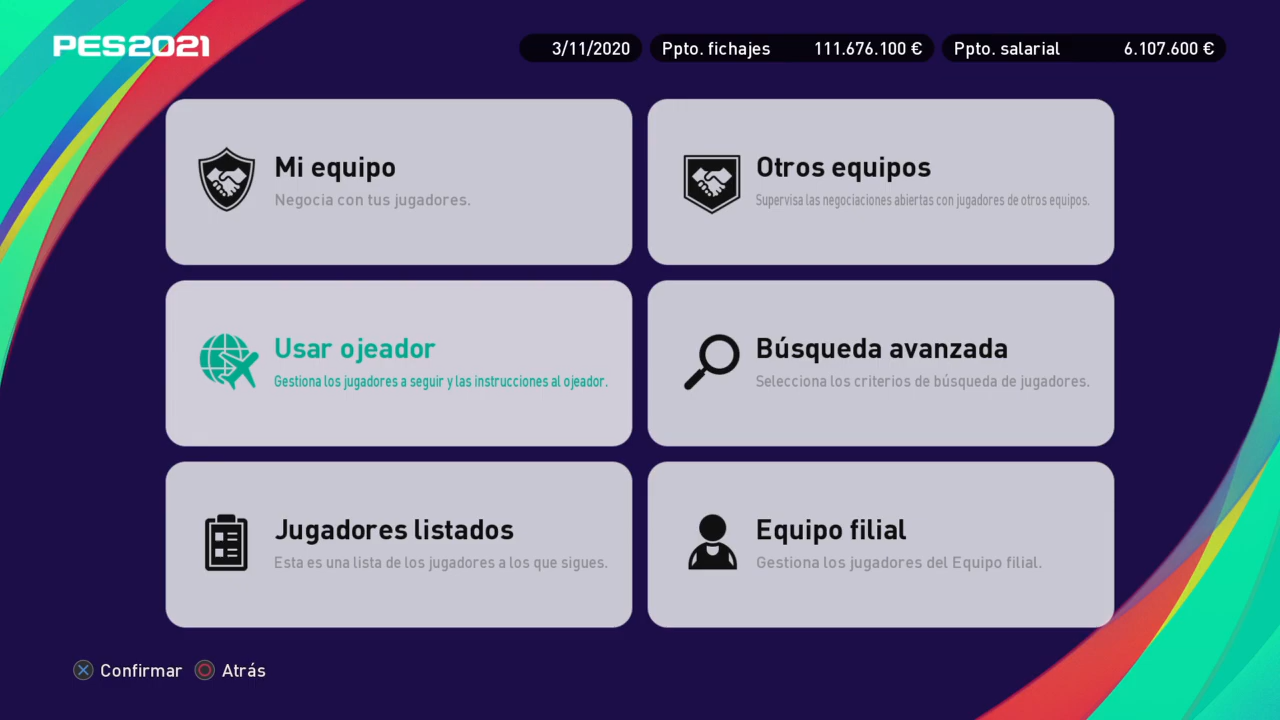 PES2021
3/11/2020 Ppto. fichajes 111.676.100 € Ppto. salarial 6.107.600 €
Mi equipo
Negocia con tus jugadores.
Otros equipos
Supervisa las negociaciones abiertas con jugadores de otros equipos.
Usar ojeador
Gestiona los jugadores a seguir y las instrucciones al ojeador.
Búsqueda avanzada
Selecciona los criterios de búsqueda de jugadores.
Jugadores listados
Esta es una lista de los jugadores a los que sigues.
Equipo filial
Gestiona los jugadores del Equipo filial.
Confirmar Atrás